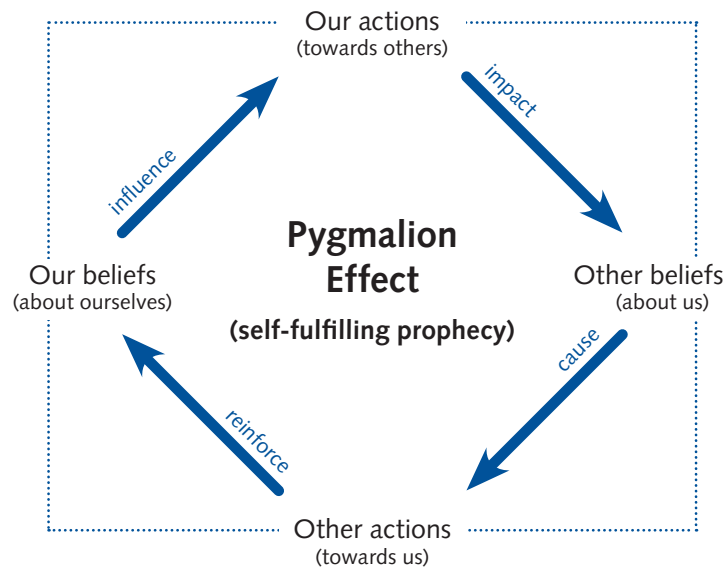 Our actions
(towards others)
influence
impact
Pygmalion
Effect
(self-fulfilling prophecy)
Our beliefs
(about ourselves)
Other beliefs
(about us)
reinforce
cause
Other actions
(towards us)